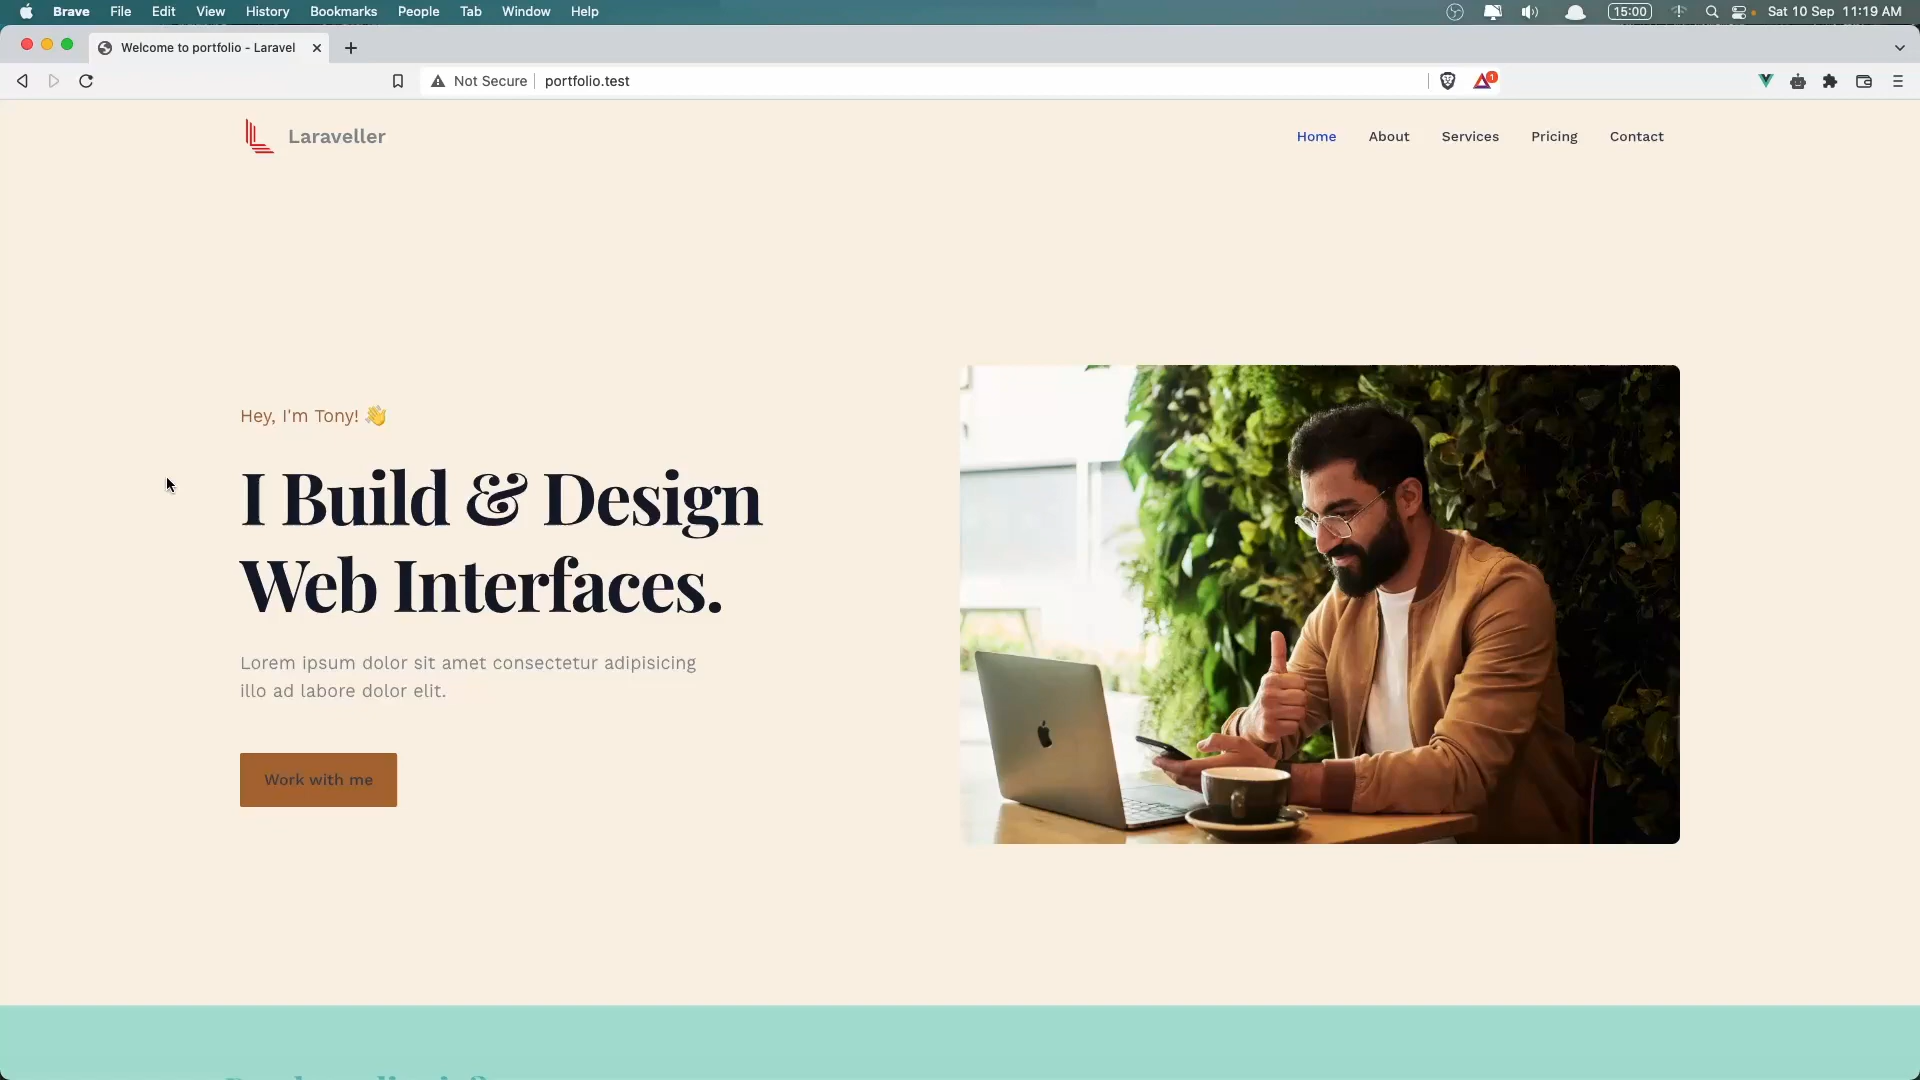 Brave File Edit View History Bookmarks People Tab Window Help 15:00 Sat 10 Sep 11:19 AM
Welcome to portfolio - Laravel
Not Secure portfolio.test 1
Laraveller Home About Services Pricing Contact
Hey, I'm Tony! 👋
I Build & Design
Web Interfaces.
Lorem ipsum dolor sit amet consectetur adipisicing
illo ad labore dolor elit.
Work with me